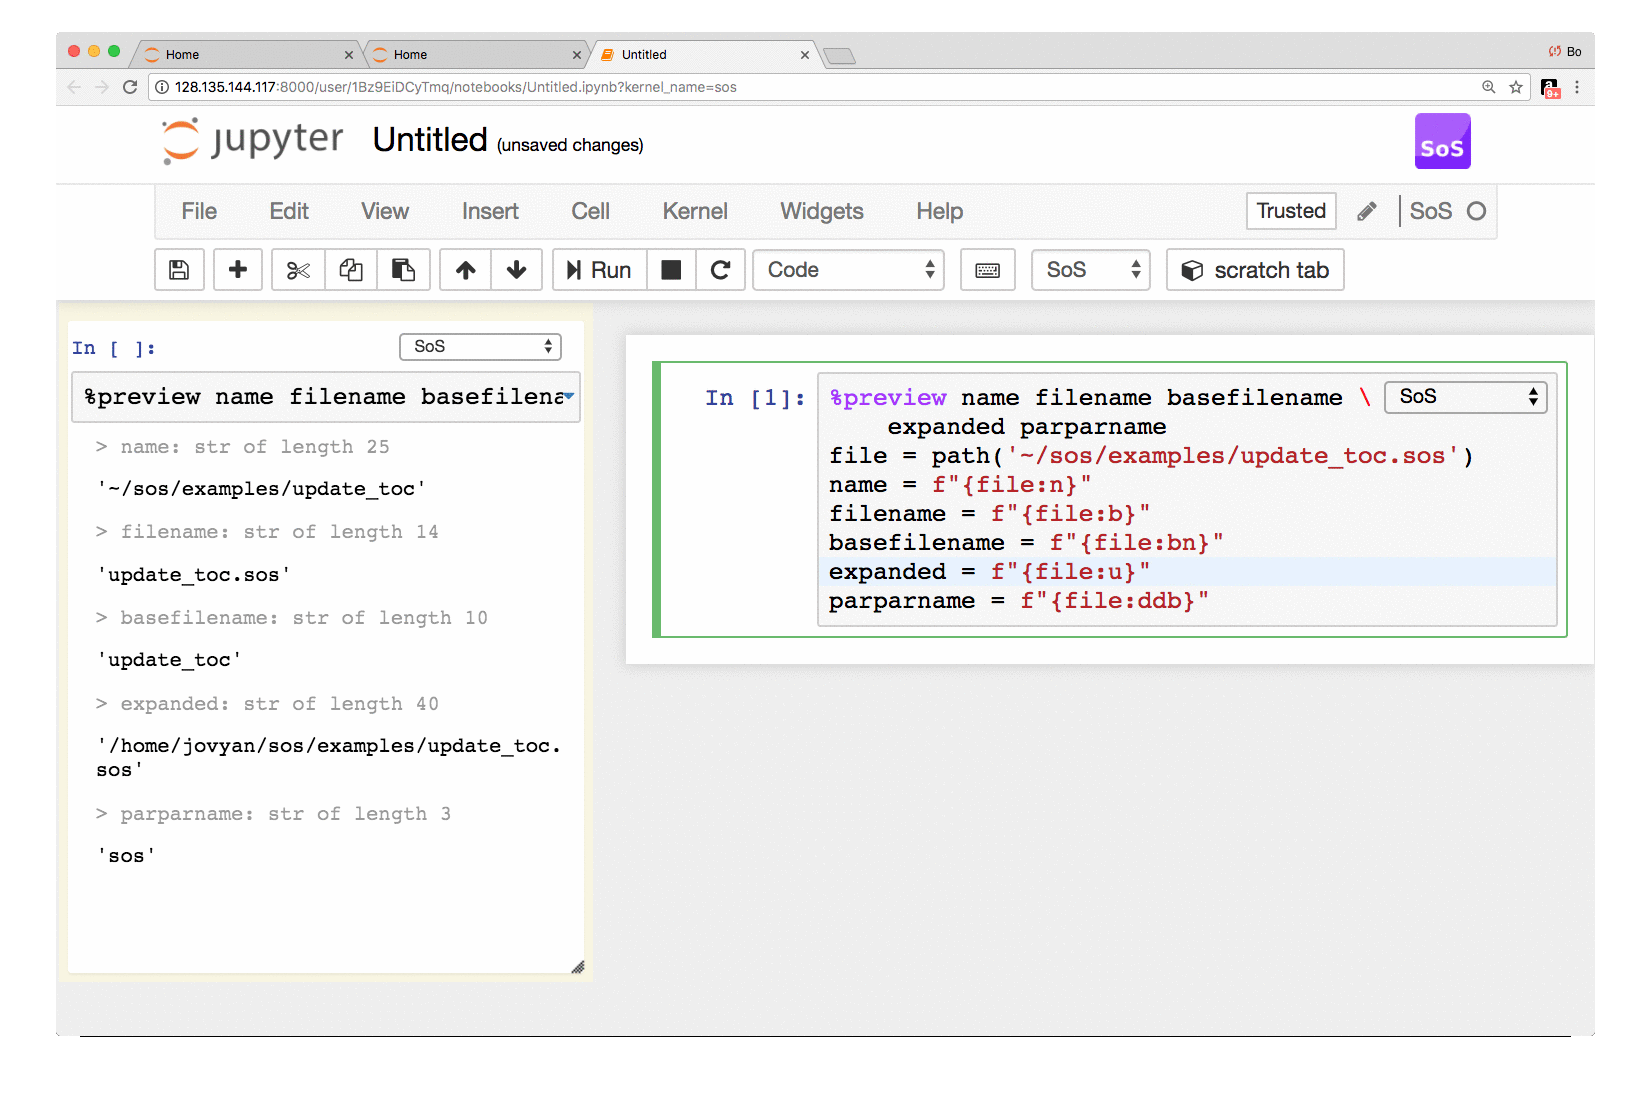 Home
Home
Untitled
Bo
128.135.144.117:8000/user/1Bz9EiDCyTmq/notebooks/Untitled.ipynb?kernel_name=sos
a
9+
jupyter Untitled (unsaved changes)
SoS
File Edit View Insert Cell Kernel Widgets Help
Trusted
SoS
Run
Code
SoS
scratch tab
In [ ]:
SoS
%preview name filename basefilena
> name: str of length 25
'~/sos/examples/update_toc'
> filename: str of length 14
'update_toc.sos'
> basefilename: str of length 10
'update_toc'
> expanded: str of length 40
'/home/jovyan/sos/examples/update_toc.
sos'
> parparname: str of length 3
'sos'
In [1]:
%preview name filename basefilename \
SoS
expanded parparname
file = path('~/sos/examples/update_toc.sos')
name = f"{file:n}"
filename = f"{file:b}"
basefilename = f"{file:bn}"
expanded = f"{file:u}"
parparname = f"{file:ddb}"